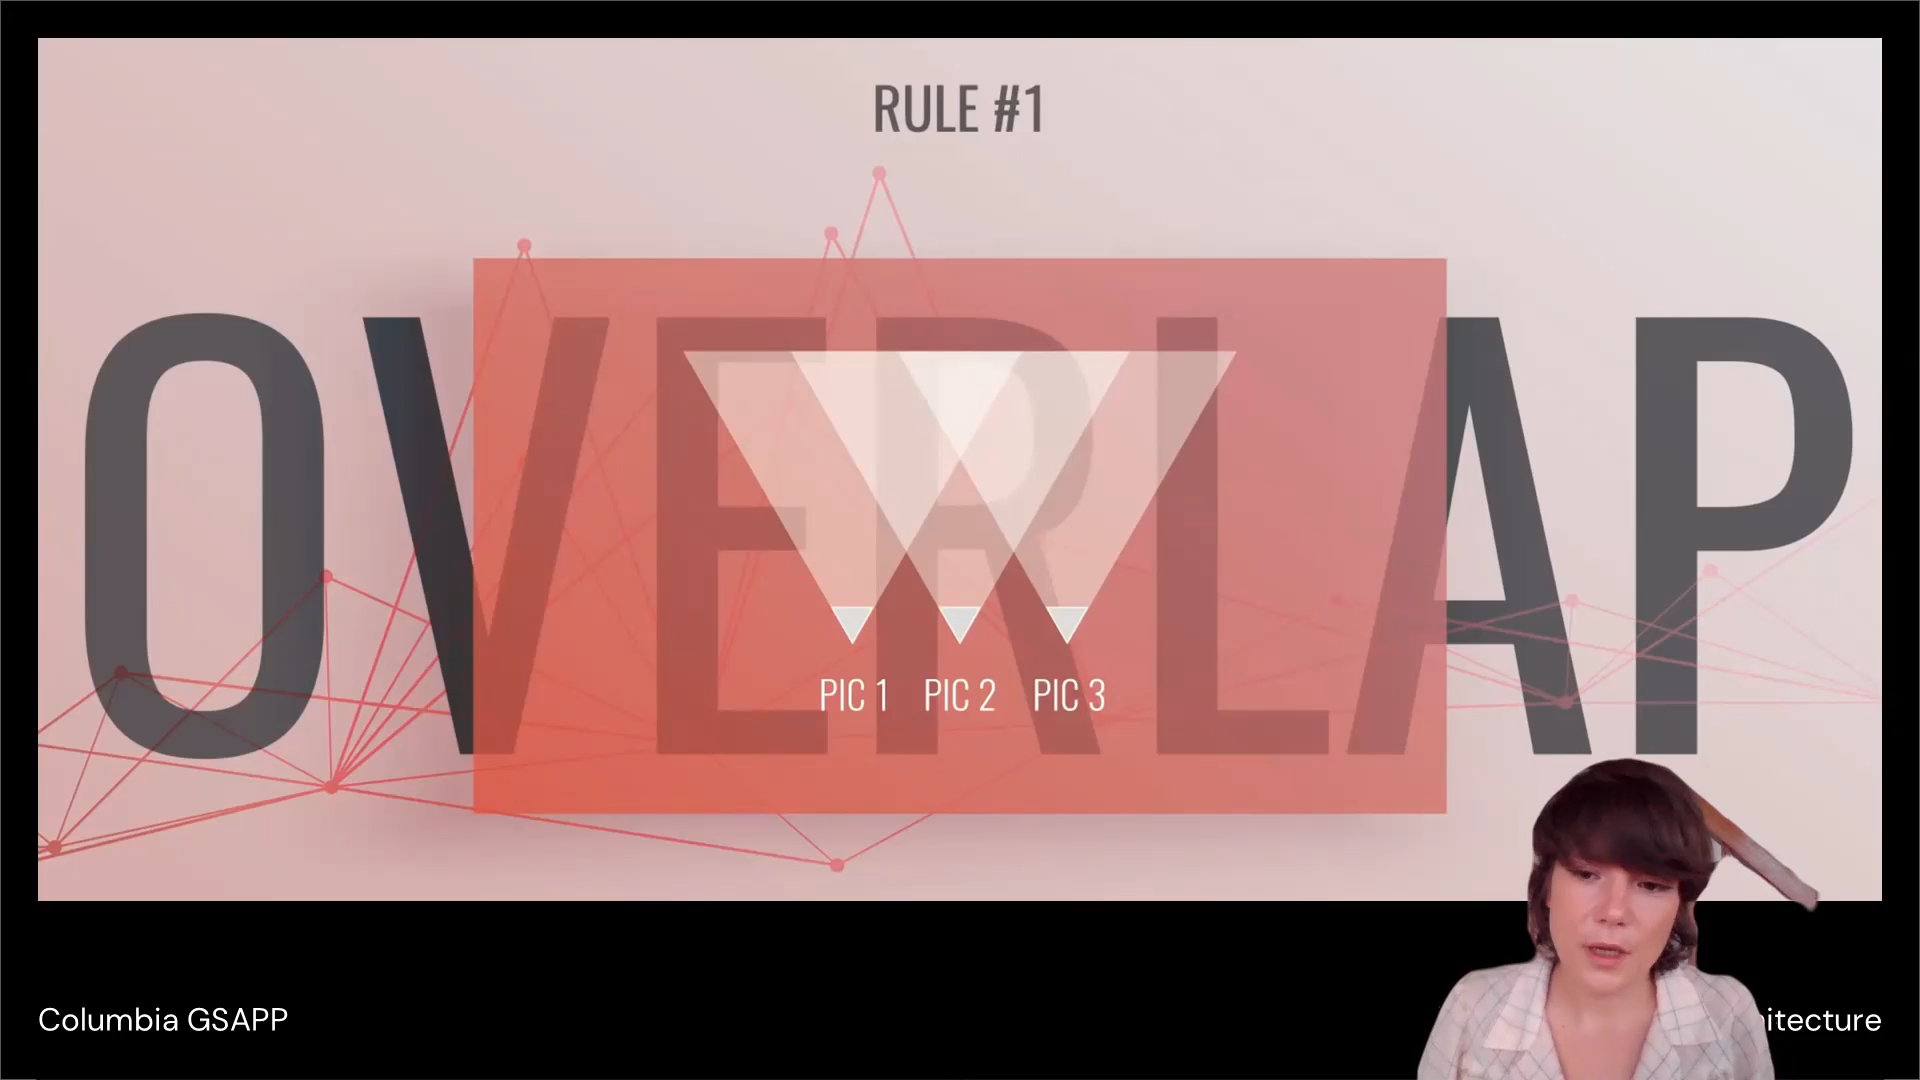 RULE #1
OVERLAP
PIC 1 PIC 2 PIC 3
Columbia GSAPP